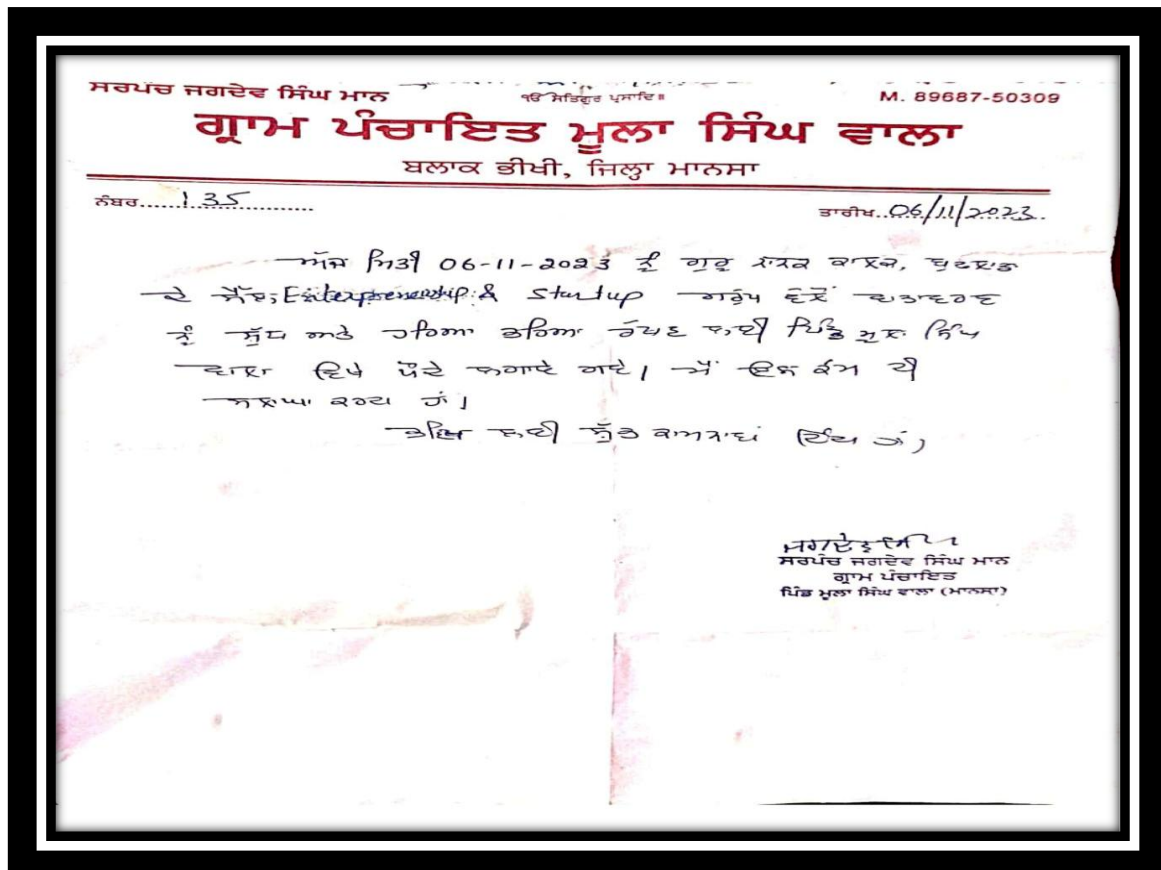 ਸਰਪੰਚ ਜਗਦੇਵ ਸਿੰਘ ਮਾਨ
ੴ ਸਤਿਗੁਰ ਪ੍ਰਸਾਦਿ॥
M. 89687-50309
ਗ੍ਰਾਮ ਪੰਚਾਇਤ ਮੂਲਾ ਸਿੰਘ ਵਾਲਾ
ਬਲਾਕ ਭੀਖੀ, ਜਿਲ੍ਹਾ ਮਾਨਸਾ
ਨੰਬਰ......135............
ਤਾਰੀਖ..06/11/2023..
ਅੱਜ ਮਿਤੀ 06-11-2023 ਨੂੰ ਗੁਰੂ ਨਾਨਕ ਕਾਲਜ, ਬੁਢਲਾਡਾ
ਦੇ & Startup ਗਰੁੱਪ ਵੱਲੋਂ ਵਾਤਾਵਰਣ
ਨੂੰ ਸ਼ੁੱਧ ਅਤੇ ਹਰਿਆ ਭਰਿਆ ਰੱਖਣ ਲਈ ਪਿੰਡ ਮੂਲਾ ਸਿੰਘ
ਵਾਲਾ ਵਿਖੇ ਪੌਦੇ ਲਗਾਏ ਗਏ। ਮੈਂ ਇਸ ਕੰਮ ਦੀ
ਸ਼ਲਾਘਾ ਕਰਦਾ ਹਾਂ।
ਲਈ ਸ਼ੁੱਭ ਕਾਮਨਾਵਾਂ
ਸਰਪੰਚ ਜਗਦੇਵ ਸਿੰਘ ਮਾਨ
ਗ੍ਰਾਮ ਪੰਚਾਇਤ
ਪਿੰਡ ਮੂਲਾ ਸਿੰਘ ਵਾਲਾ (ਮਾਨਸਾ)